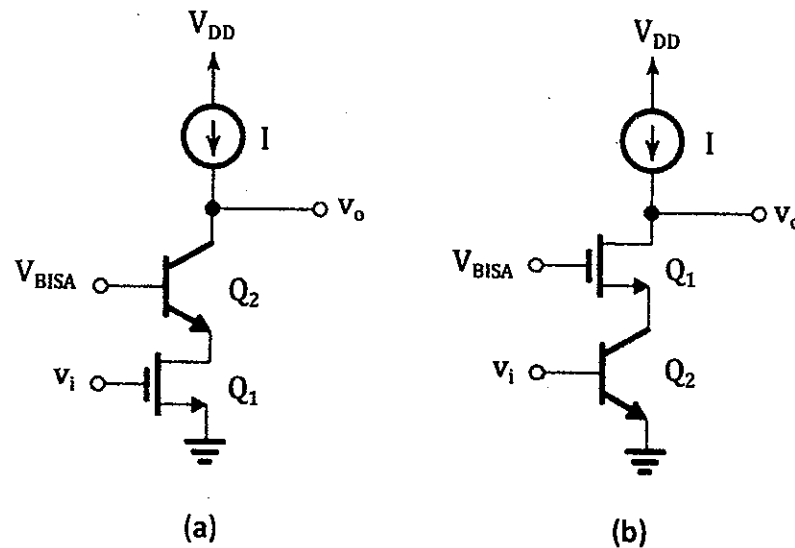 V_DD
I
v_o
V_BISA
Q_2
v_i
Q_1
(a)
V_DD
I
v_o
V_BISA
Q_1
v_i
Q_2
(b)